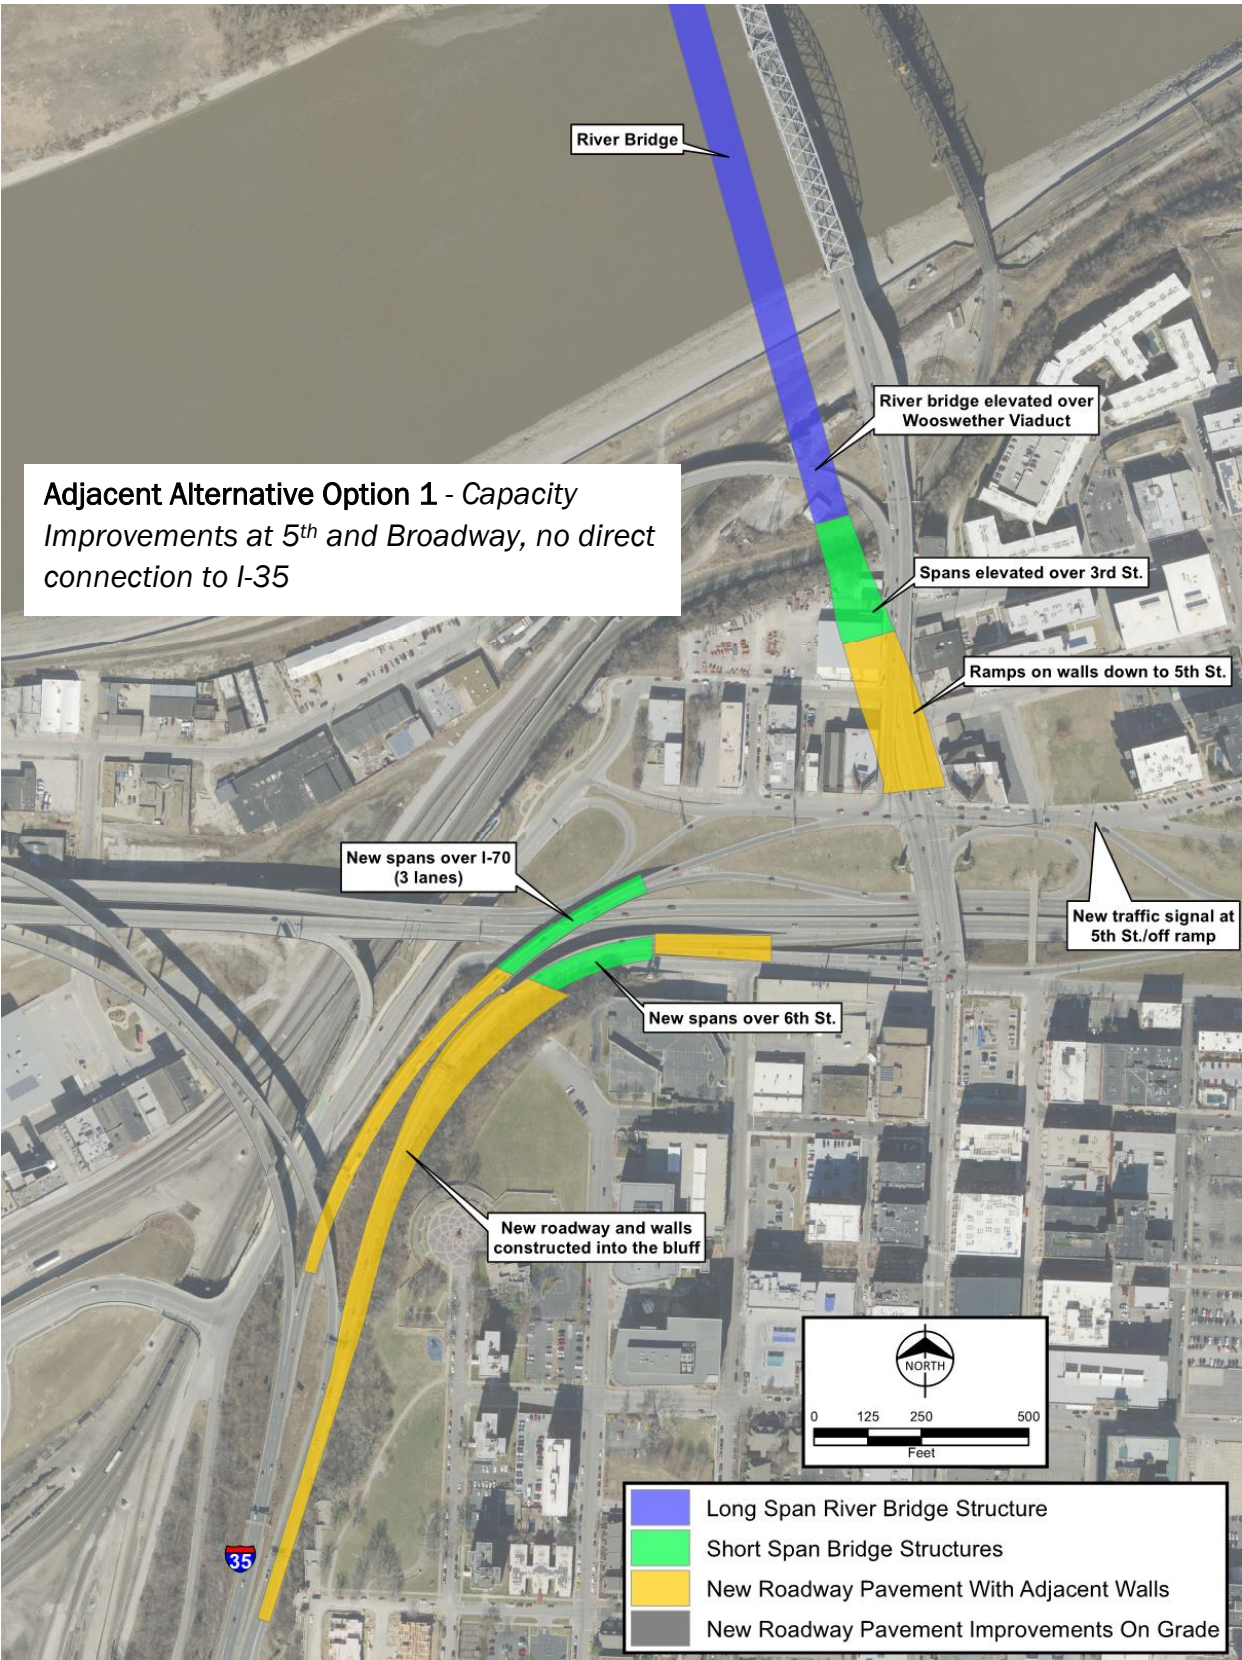 River Bridge
River bridge elevated over
Wooswether Viaduct
Adjacent Alternative Option 1 - Capacity
Improvements at 5th and Broadway, no direct
connection to I-35
Spans elevated over 3rd St.
Ramps on walls down to 5th St.
New spans over I-70
(3 lanes)
New traffic signal at
5th St./off ramp
New spans over 6th St.
New roadway and walls
constructed into the bluff
NORTH
0 125 250 500
Feet
35
Long Span River Bridge Structure
Short Span Bridge Structures
New Roadway Pavement With Adjacent Walls
New Roadway Pavement Improvements On Grade